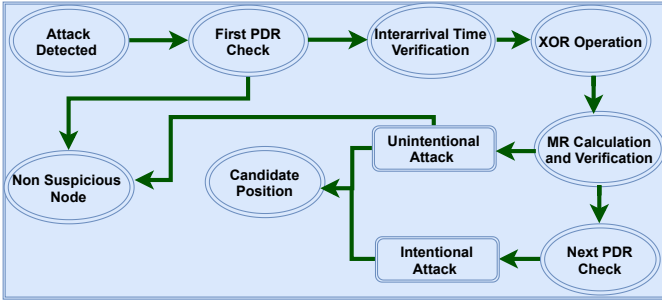 Attack
Detected
First PDR
Check
Interarrival Time
Verification
XOR Operation
Unintentional
Attack
MR Calculation
and Verification
Non Suspicious
Node
Candidate
Position
Intentional
Attack
Next PDR
Check